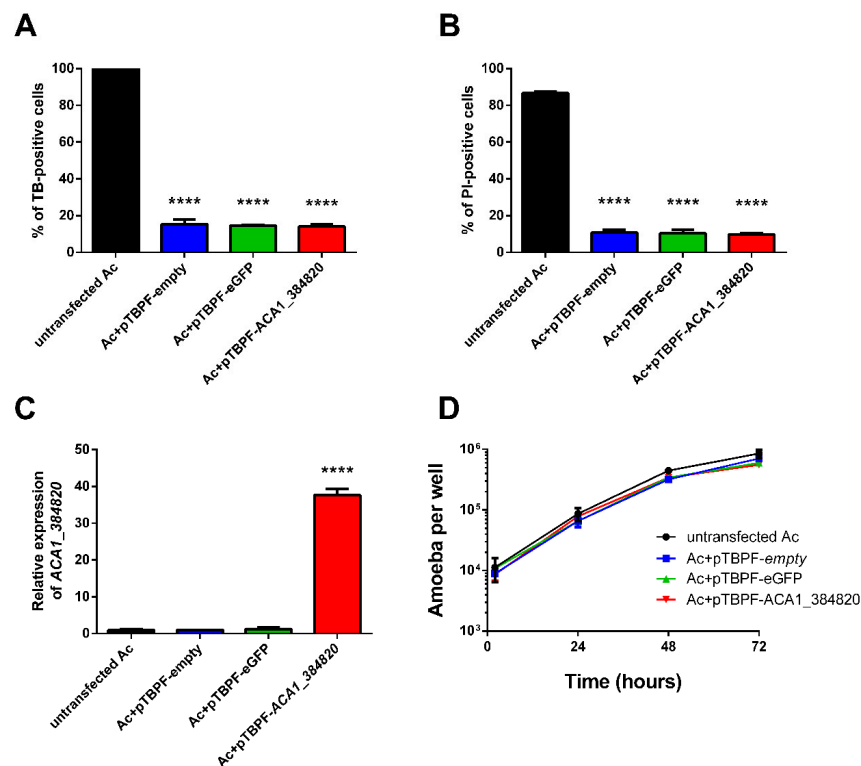 A
% of TB-positive cells
100
80
60
40
20
0
****
****
****
untransfected Ac
Ac+pTBPF-empty
Ac+pTBPF-eGFP
Ac+pTBPF-ACA1_384820
B
% of PI-positive cells
100
80
60
40
20
0
****
****
****
untransfected Ac
Ac+pTBPF-empty
Ac+pTBPF-eGFP
Ac+pTBPF-ACA1_384820
C
Relative expression
of ACA1_384820
50
40
30
20
10
0
****
untransfected Ac
Ac+pTBPF-empty
Ac+pTBPF-eGFP
Ac+pTBPF-ACA1_384820
D
Amoeba per well
10⁶
10⁵
10⁴
10³
0
24
48
72
Time (hours)
untransfected Ac
Ac+pTBPF-empty
Ac+pTBPF-eGFP
Ac+pTBPF-ACA1_384820